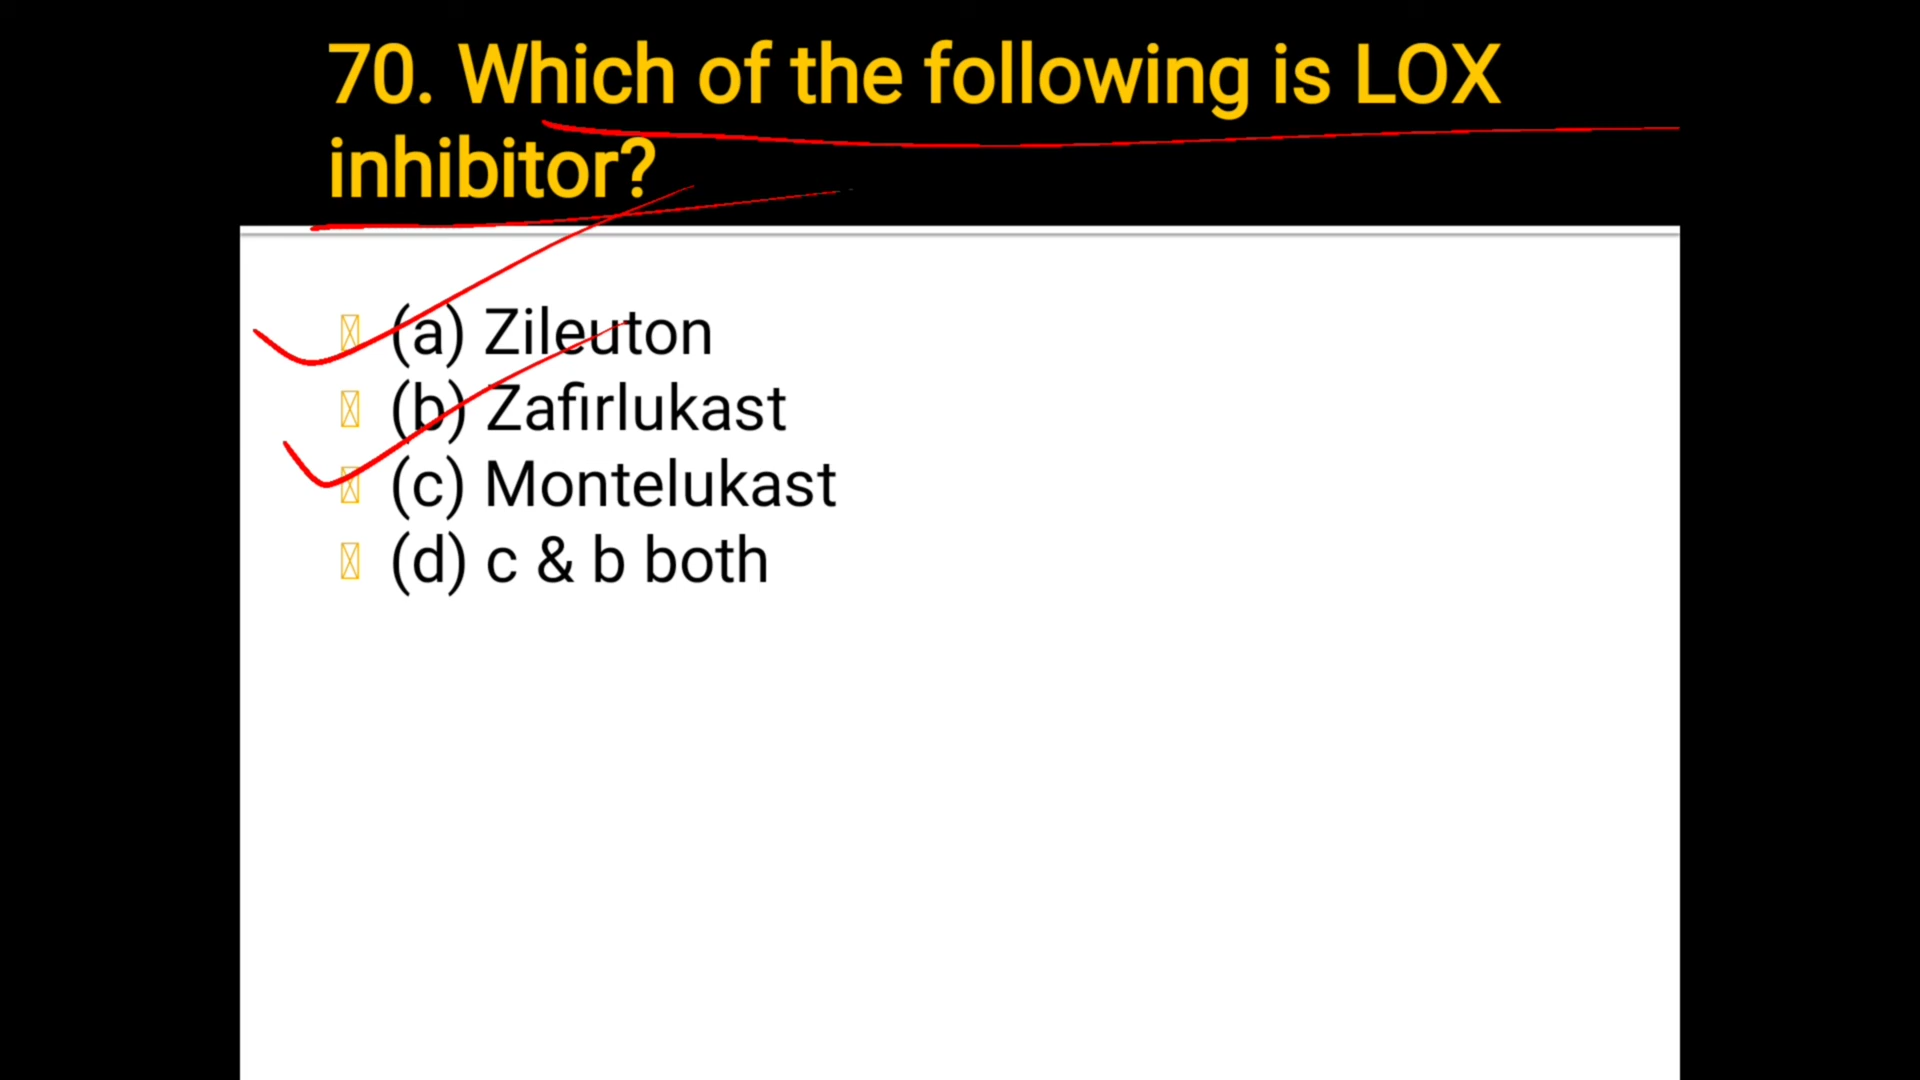 70. Which of the following is LOX
inhibitor?
(a) Zileuton
(b) Zafirlukast
(c) Montelukast
(d) c & b both